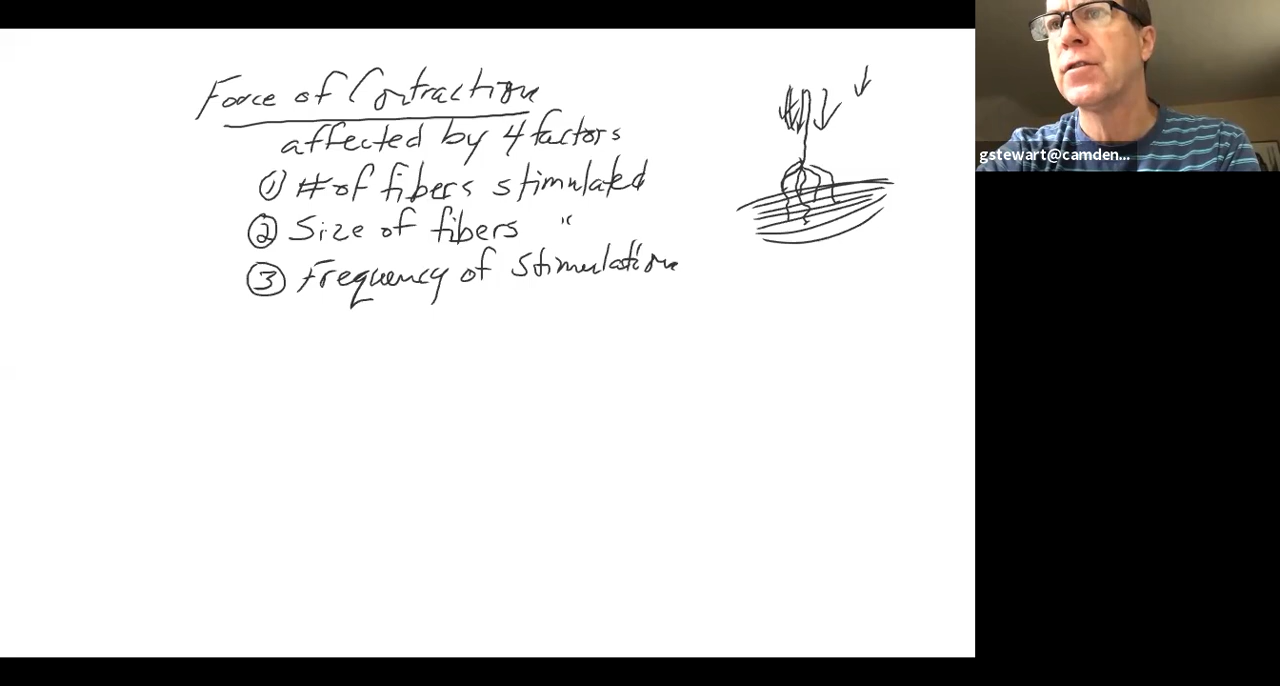 Force of Contraction
affected by 4 factors
① # of fibers stimulated
② Size of fibers "
③ Frequency of stimulation
gstewart@camden...